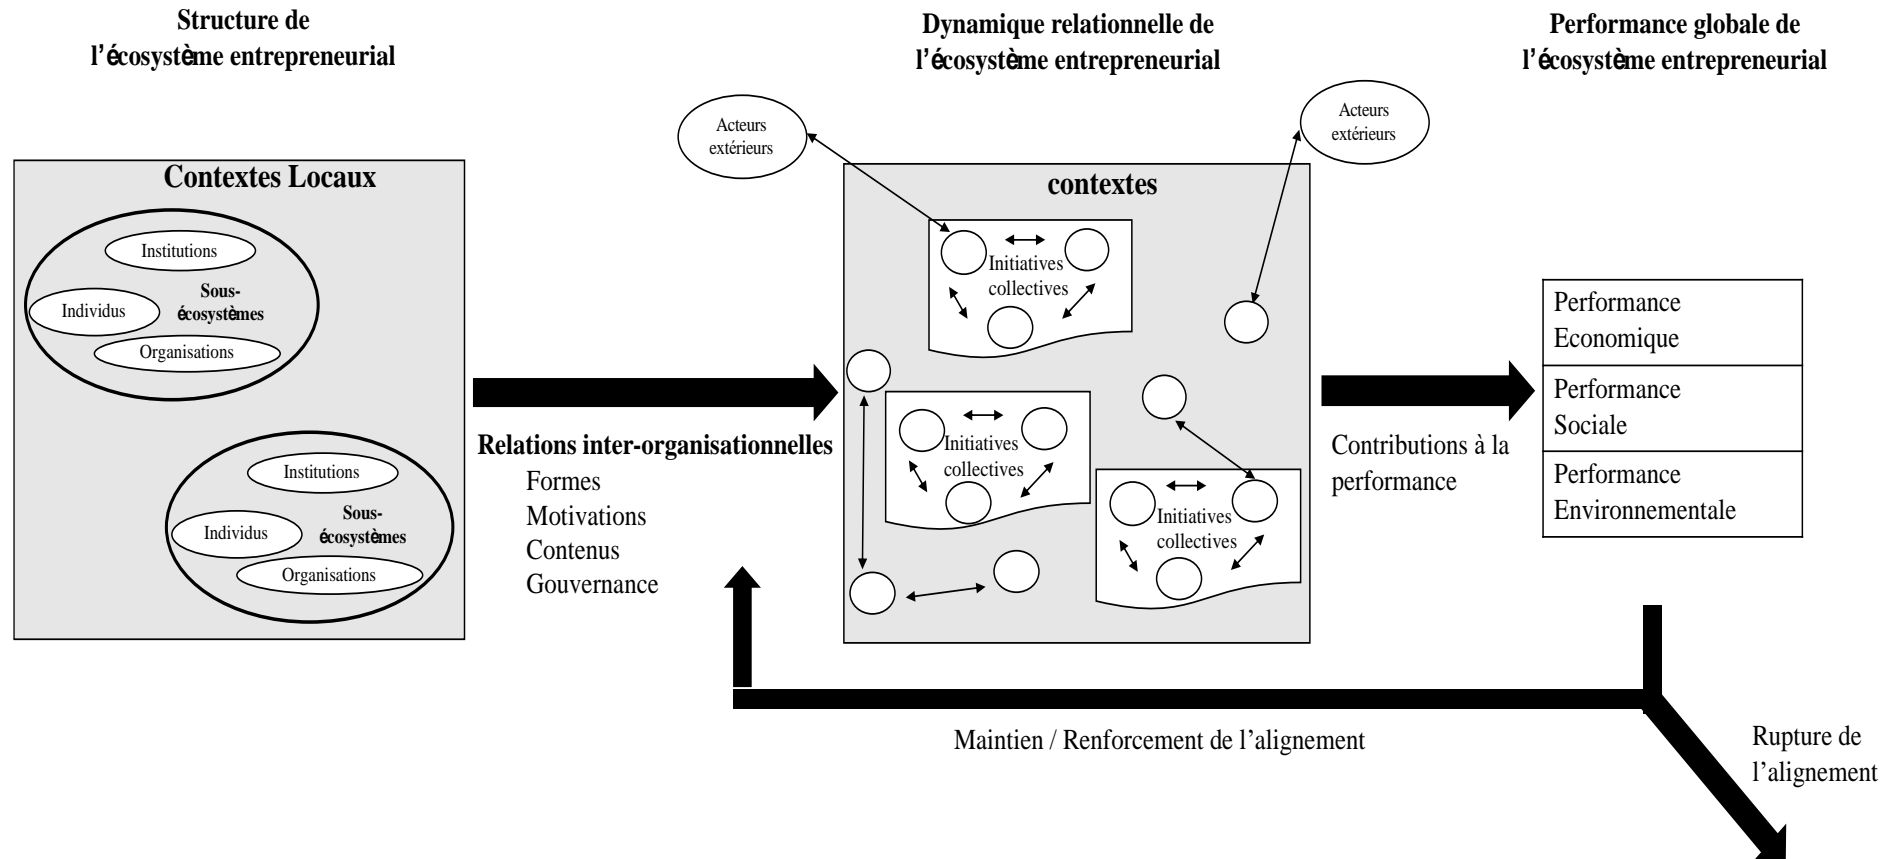 Structure de
l’écosystème entrepreneurial
Dynamique relationnelle de
l’écosystème entrepreneurial
Performance globale de
l’écosystème entrepreneurial
Contextes Locaux
Institutions
Individus
Sous-
écosystèmes
Organisations
Institutions
Individus
Sous-
écosystèmes
Organisations
Relations inter-organisationnelles
Formes
Motivations
Contenus
Gouvernance
Acteurs
extérieurs
Acteurs
extérieurs
contextes
Initiatives
collectives
Initiatives
collectives
Initiatives
collectives
Contributions à la
performance
Performance
Economique
Performance
Sociale
Performance
Environnementale
Maintien / Renforcement de l’alignement
Rupture de
l’alignement